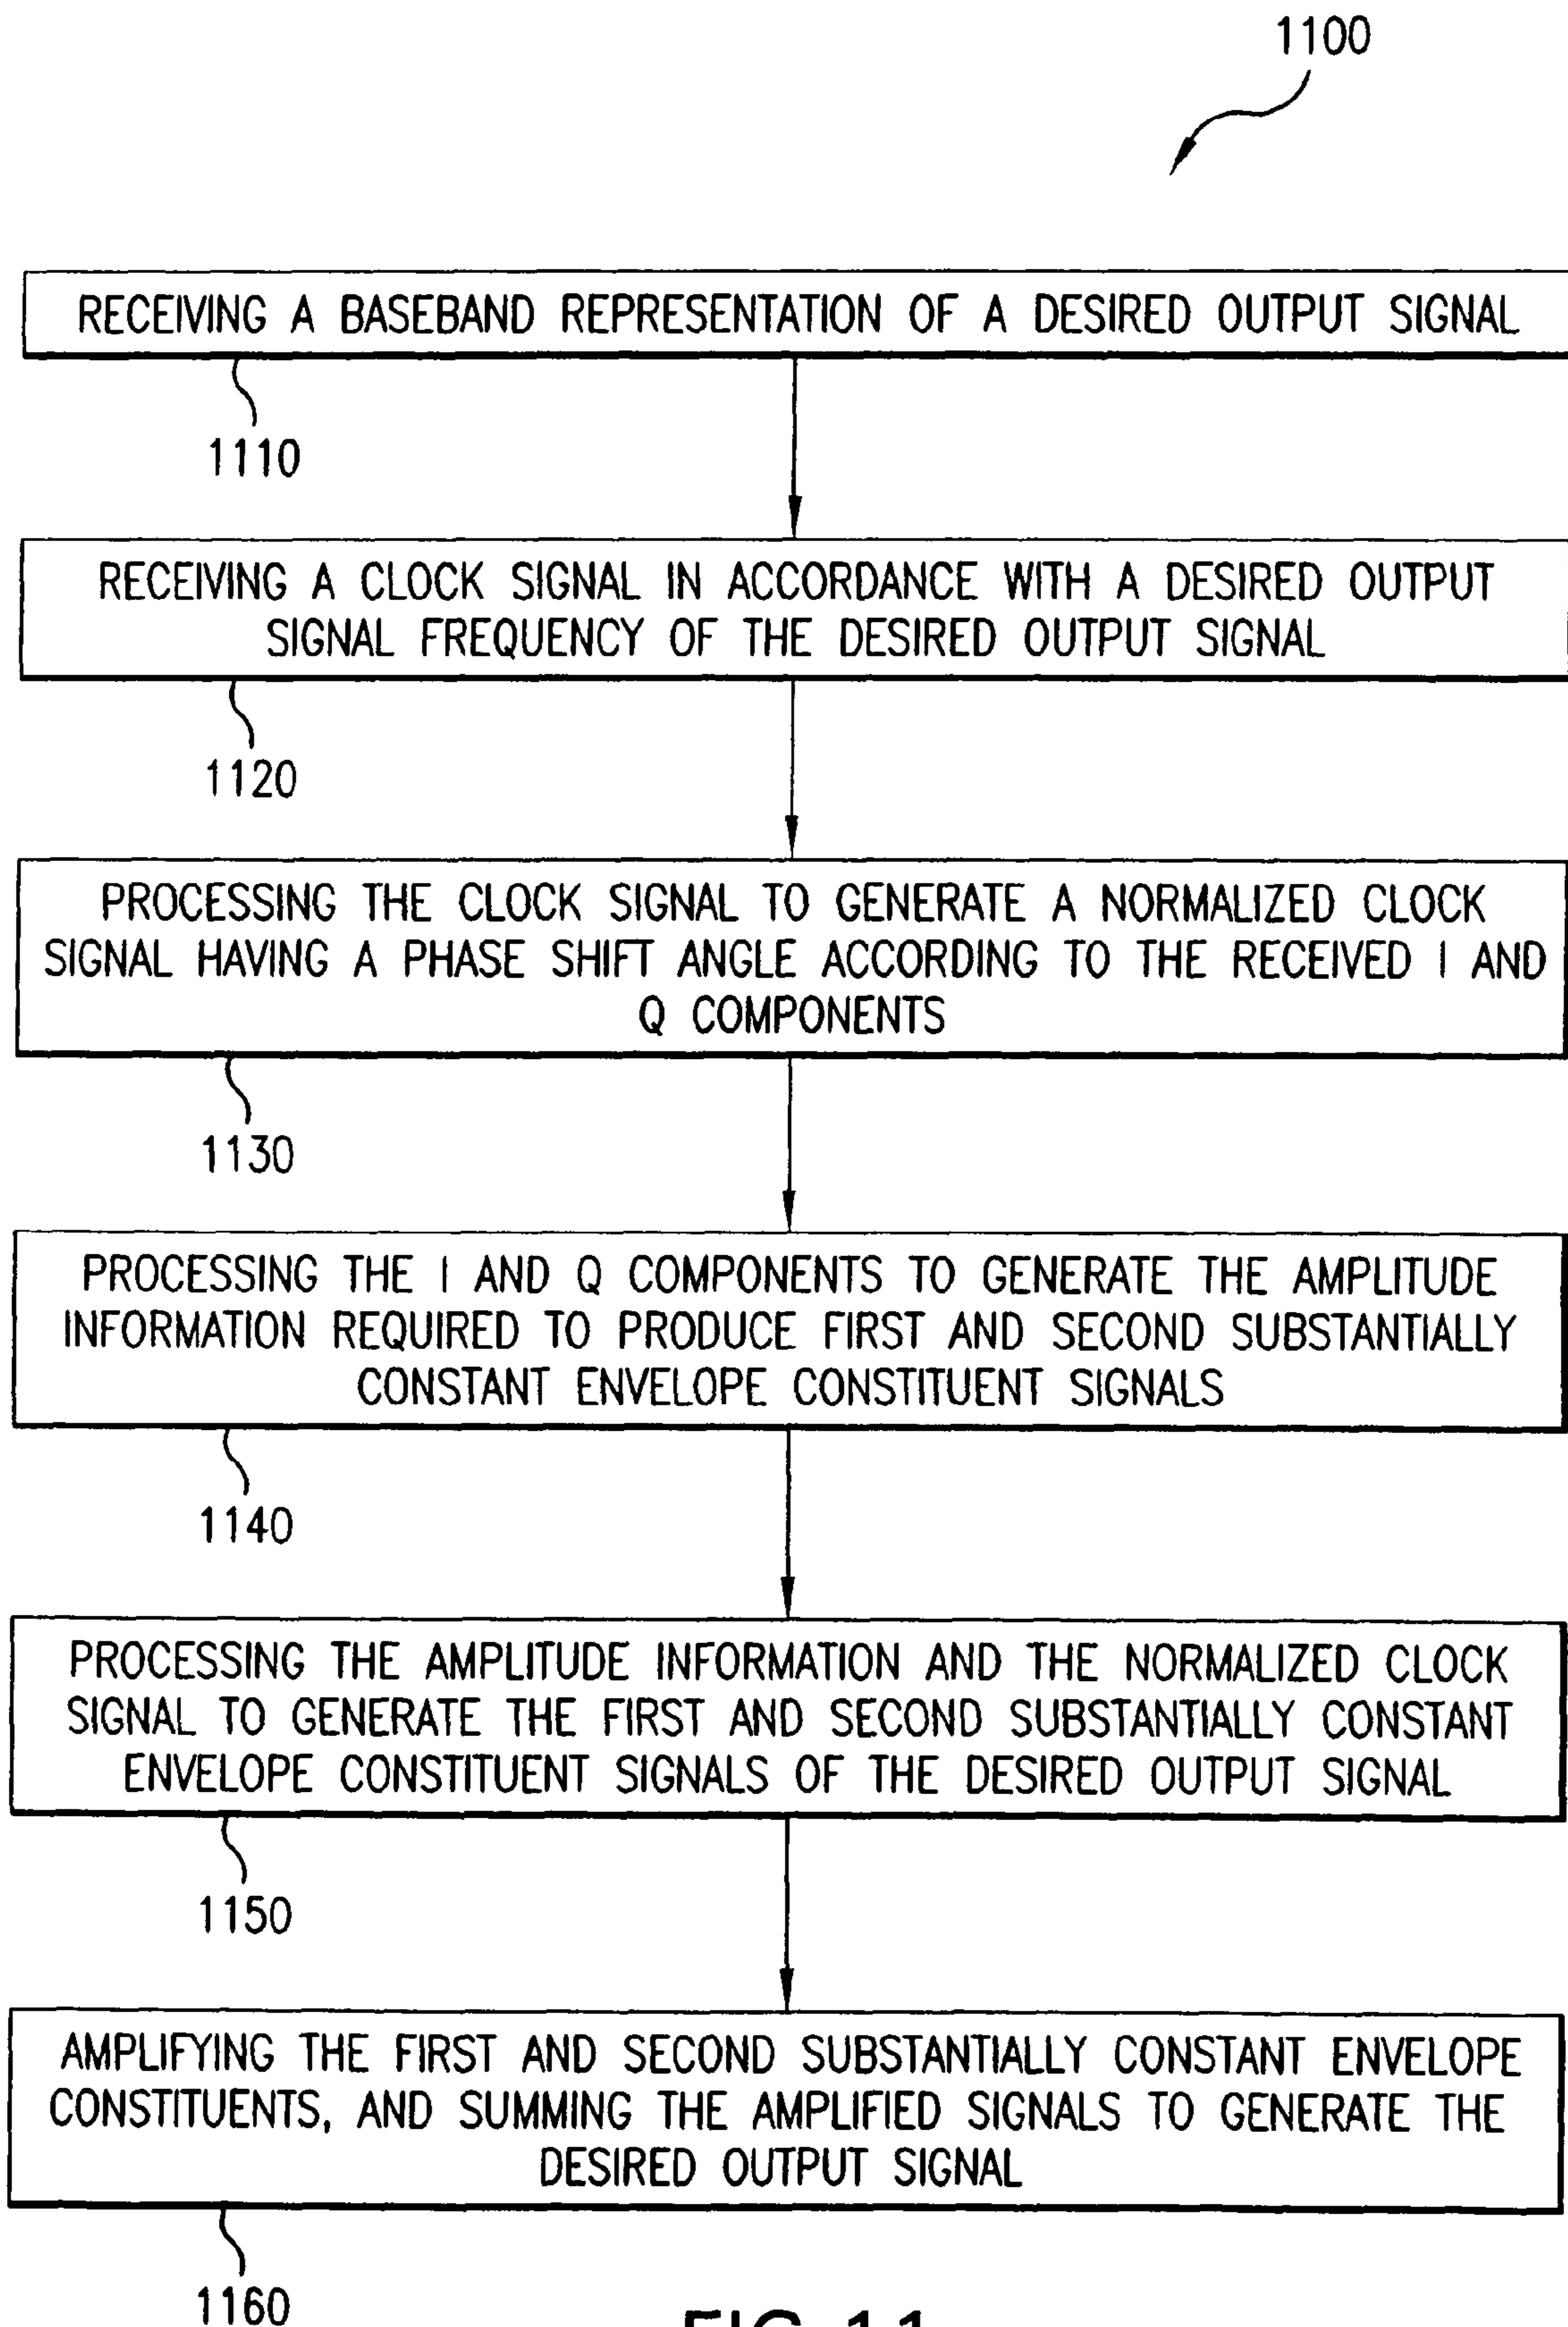 1100
RECEIVING A BASEBAND REPRESENTATION OF A DESIRED OUTPUT SIGNAL
1110
RECEIVING A CLOCK SIGNAL IN ACCORDANCE WITH A DESIRED OUTPUT
SIGNAL FREQUENCY OF THE DESIRED OUTPUT SIGNAL
1120
PROCESSING THE CLOCK SIGNAL TO GENERATE A NORMALIZED CLOCK
SIGNAL HAVING A PHASE SHIFT ANGLE ACCORDING TO THE RECEIVED I AND
Q COMPONENTS
1130
PROCESSING THE I AND Q COMPONENTS TO GENERATE THE AMPLITUDE
INFORMATION REQUIRED TO PRODUCE FIRST AND SECOND SUBSTANTIALLY
CONSTANT ENVELOPE CONSTITUENT SIGNALS
1140
PROCESSING THE AMPLITUDE INFORMATION AND THE NORMALIZED CLOCK
SIGNAL TO GENERATE THE FIRST AND SECOND SUBSTANTIALLY CONSTANT
ENVELOPE CONSTITUENT SIGNALS OF THE DESIRED OUTPUT SIGNAL
1150
AMPLIFYING THE FIRST AND SECOND SUBSTANTIALLY CONSTANT ENVELOPE
CONSTITUENTS, AND SUMMING THE AMPLIFIED SIGNALS TO GENERATE THE
DESIRED OUTPUT SIGNAL
1160
FIG. 11